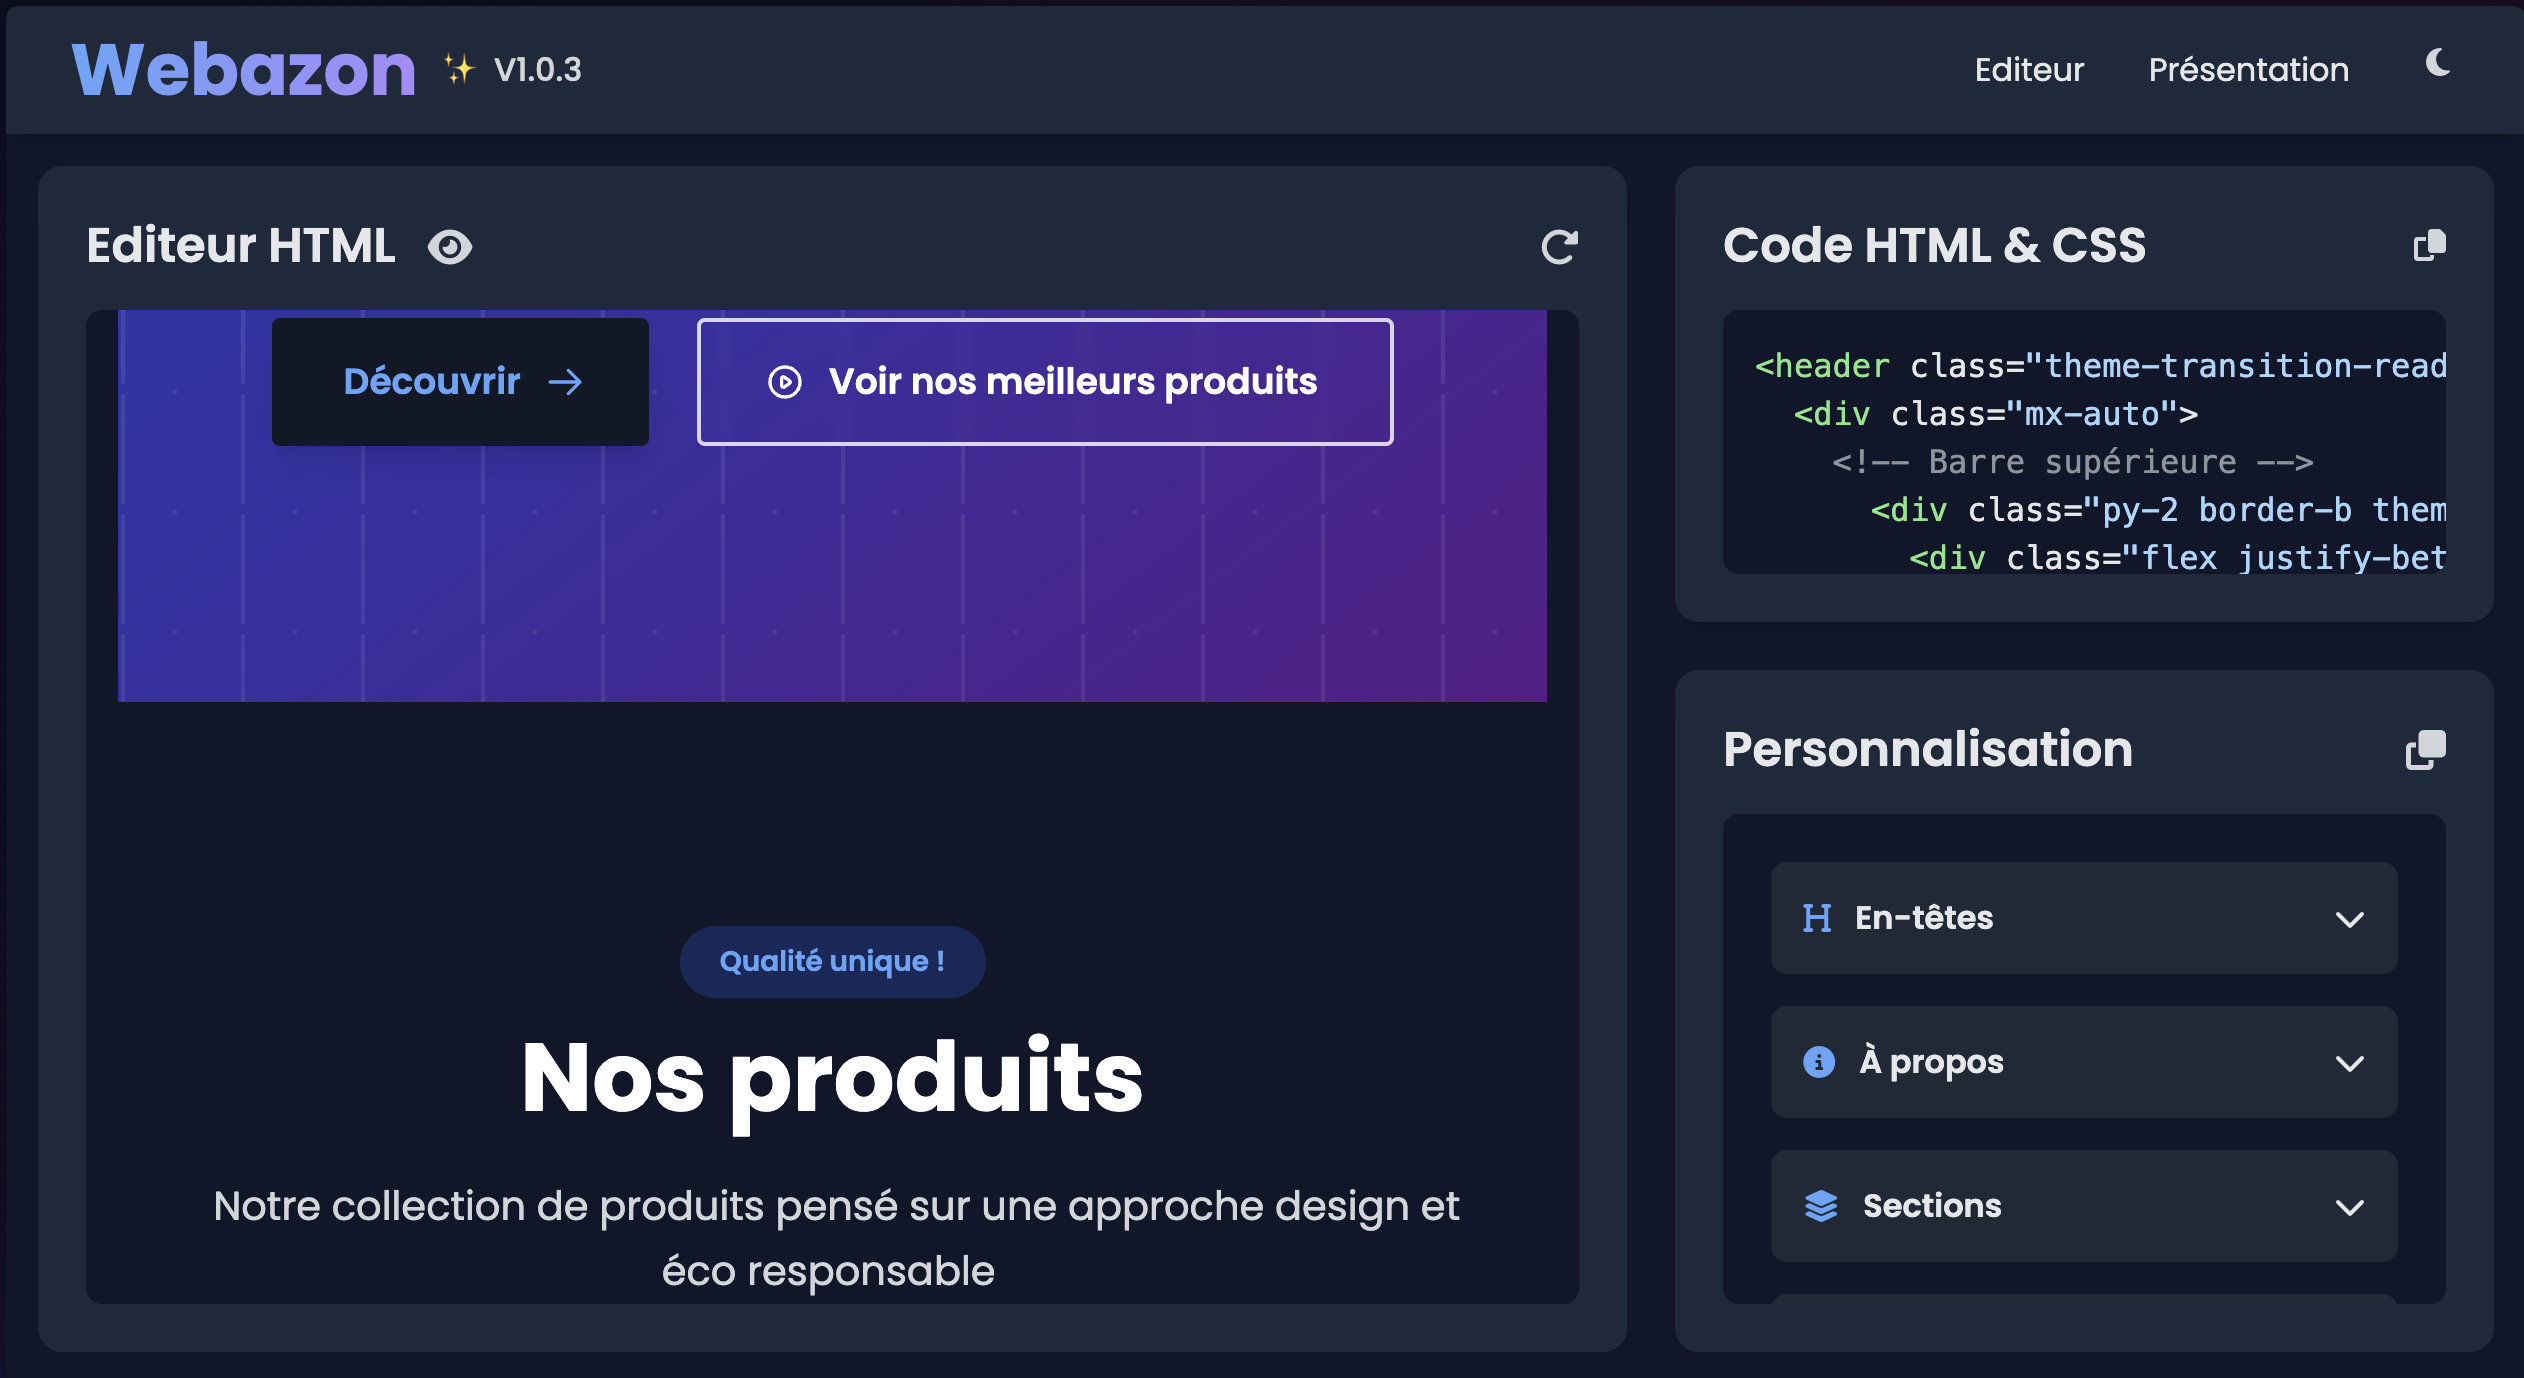 Webazon ✨ V1.0.3
Editeur
Présentation
Editeur HTML
Découvrir →
Voir nos meilleurs produits
Qualité unique !
Nos produits
Notre collection de produits pensé sur une approche design et
éco responsable
Code HTML & CSS
<header class="theme-transition-read
<div class="mx-auto">
<!-- Barre supérieure -->
<div class="py-2 border-b them
<div class="flex justify-bet
Personnalisation
En-têtes
À propos
Sections